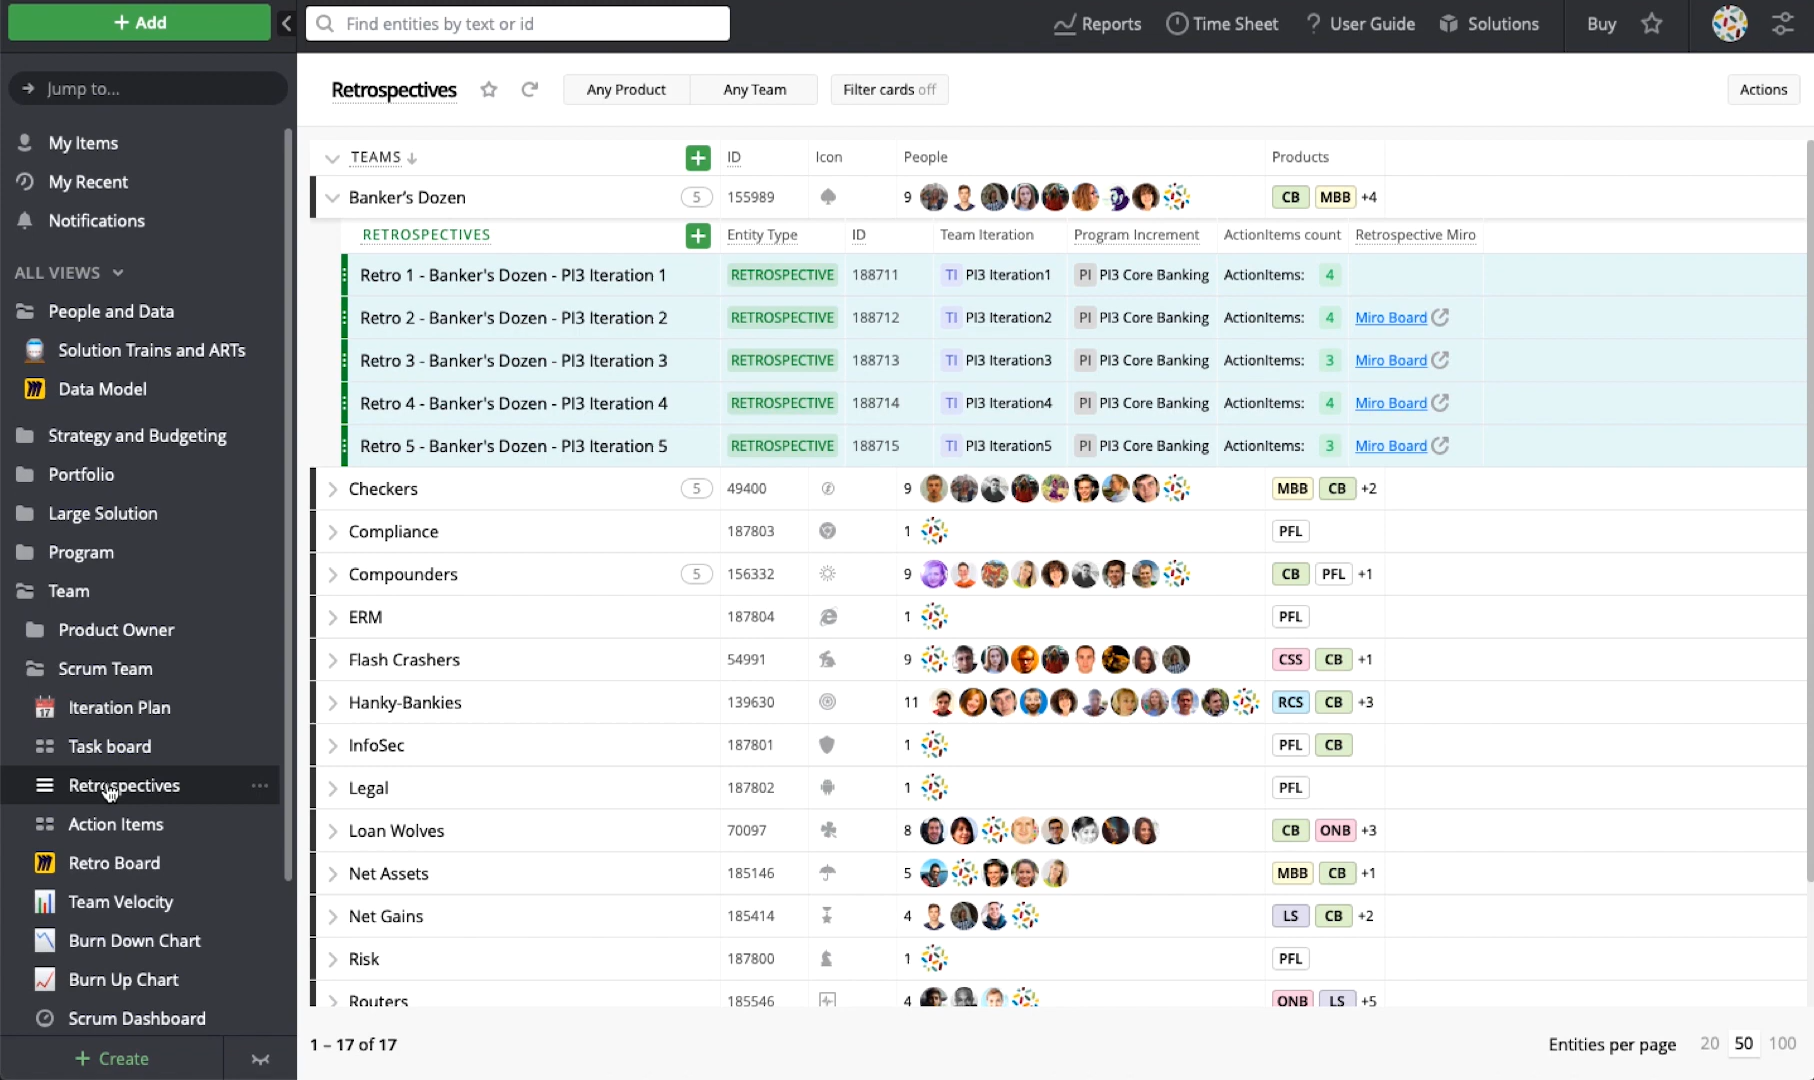 + Add
Find entities by text or id
Reports
Time Sheet
? User Guide
Solutions
Buy
Jump to...
My Items
My Recent
Notifications
ALL VIEWS
People and Data
Solution Trains and ARTs
Data Model
Strategy and Budgeting
Portfolio
Large Solution
Program
Team
Product Owner
Scrum Team
17 Iteration Plan
Task board
Retrospectives
Action Items
Retro Board
Team Velocity
Burn Down Chart
Burn Up Chart
Scrum Dashboard
+ Create
Retrospectives
Any Product
Any Team
Filter cards off
Actions
TEAMS ID Icon People Products
Banker's Dozen 5 155989 9 CB MBB +4
RETROSPECTIVES Entity Type ID Team Iteration Program Increment ActionItems count Retrospective Miro
Retro 1 - Banker's Dozen - PI3 Iteration 1 RETROSPECTIVE 188711 TI PI3 Iteration1 PI PI3 Core Banking ActionItems: 4
Retro 2 - Banker's Dozen - PI3 Iteration 2 RETROSPECTIVE 188712 TI PI3 Iteration2 PI PI3 Core Banking ActionItems: 4 Miro Board
Retro 3 - Banker's Dozen - PI3 Iteration 3 RETROSPECTIVE 188713 TI PI3 Iteration3 PI PI3 Core Banking ActionItems: 3 Miro Board
Retro 4 - Banker's Dozen - PI3 Iteration 4 RETROSPECTIVE 188714 TI PI3 Iteration4 PI PI3 Core Banking ActionItems: 4 Miro Board
Retro 5 - Banker's Dozen - PI3 Iteration 5 RETROSPECTIVE 188715 TI PI3 Iteration5 PI PI3 Core Banking ActionItems: 3 Miro Board
Checkers 5 49400 9 MBB CB +2
Compliance 187803 1 PFL
Compounders 5 156332 9 CB PFL +1
ERM 187804 1 PFL
Flash Crashers 54991 9 CSS CB +1
Hanky-Bankies 139630 11 RCS CB +3
InfoSec 187801 1 PFL CB
Legal 187802 1 PFL
Loan Wolves 70097 8 CB ONB +3
Net Assets 185146 5 MBB CB +1
Net Gains 185414 4 LS CB +2
Risk 187800 1 PFL
Routers 185546 4 ONB LS +5
1 – 17 of 17
Entities per page 20 50 100